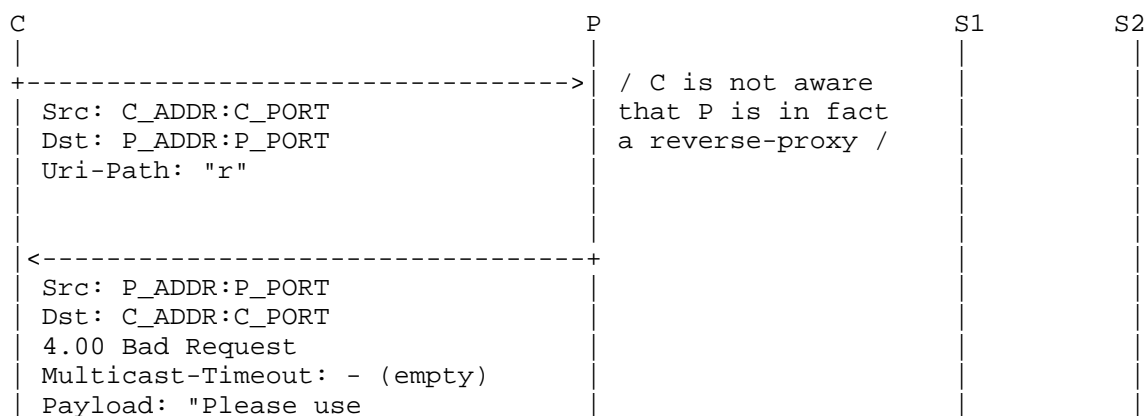 C                                   P                      S1         S2
|                                   |                      |          |
+---------------------------------->| / C is not aware     |          |
| Src: C_ADDR:C_PORT                | that P is in fact    |          |
| Dst: P_ADDR:P_PORT                | a reverse-proxy /    |          |
| Uri-Path: "r"                     |                      |          |
|                                   |                      |          |
|                                   |                      |          |
|<----------------------------------+                      |          |
| Src: P_ADDR:P_PORT                |                      |          |
| Dst: C_ADDR:C_PORT                |                      |          |
| 4.00 Bad Request                  |                      |          |
| Multicast-Timeout: - (empty)      |                      |          |
| Payload: "Please use              |                      |          |